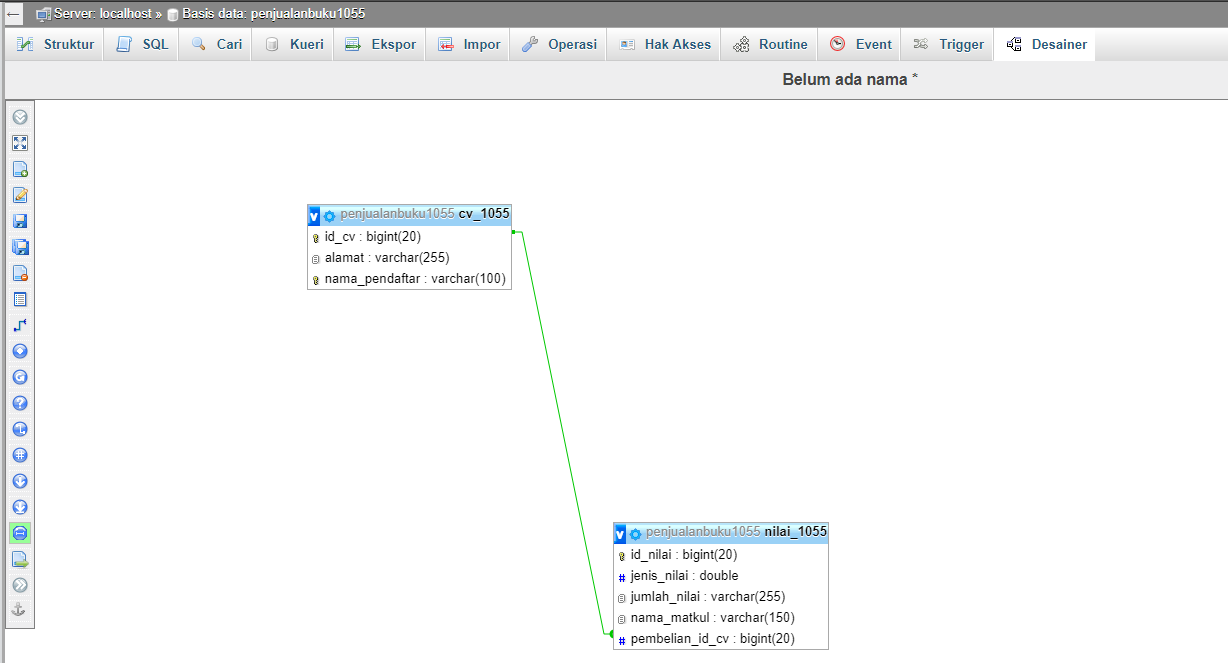 Server: localhost » Basis data: penjualanbuku1055
Struktur SQL Cari Kueri Ekspor Impor Operasi Hak Akses Routine Event Trigger Desainer
Belum ada nama *
v penjualanbuku1055 cv_1055
id_cv : bigint(20)
alamat : varchar(255)
nama_pendaftar : varchar(100)
v penjualanbuku1055 nilai_1055
id_nilai : bigint(20)
# jenis_nilai : double
jumlah_nilai : varchar(255)
nama_matkul : varchar(150)
# pembelian_id_cv : bigint(20)